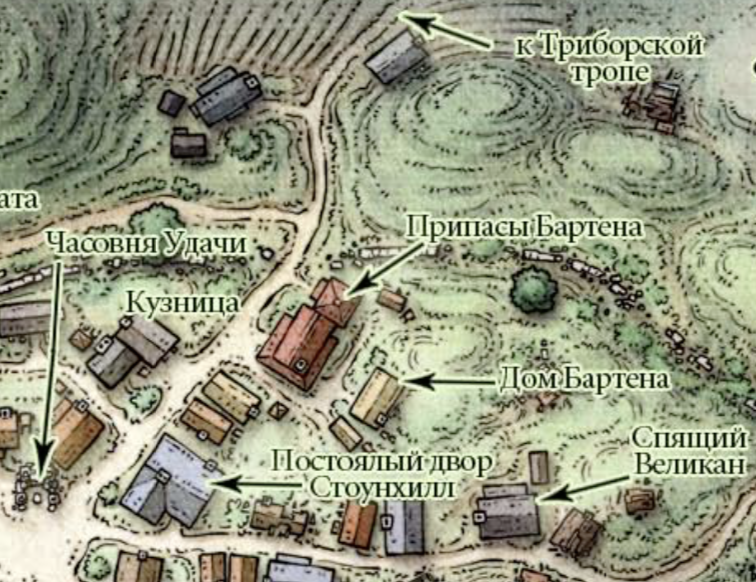 к Триборской
тропе
ата
Часовня Удачи
Припасы Бартена
Кузница
Дом Бартена
Постоялый двор
Стоунхилл
Спящий
Великан